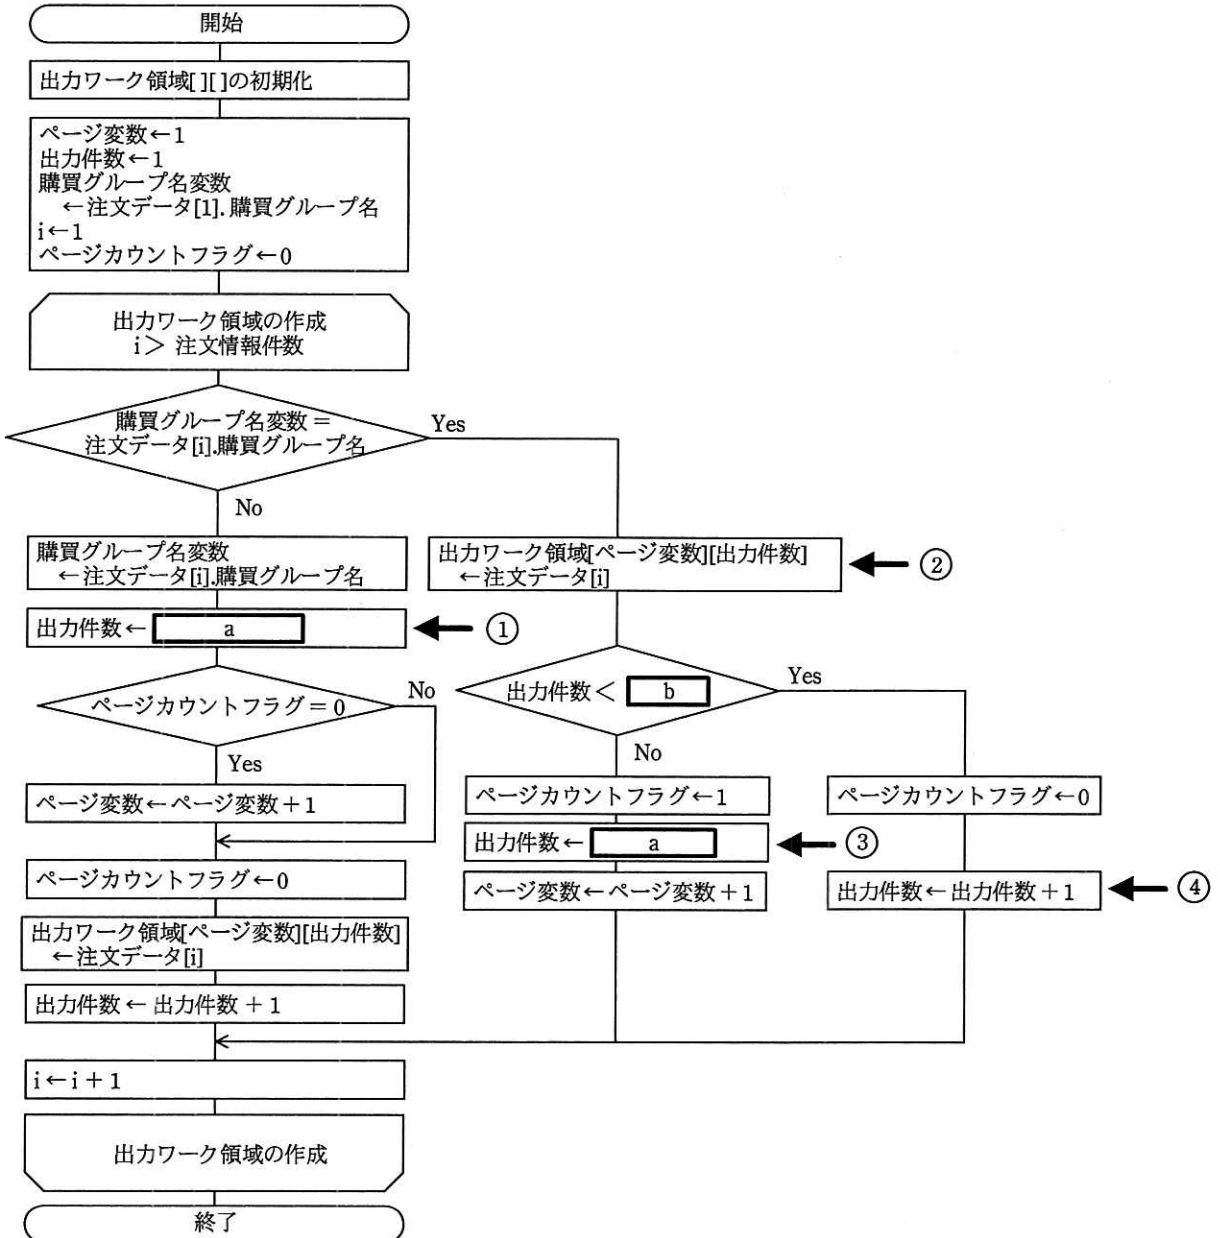 開始
出力ワーク領域[ ][ ]の初期化
ページ変数←1
出力件数←1
購買グループ名変数
←注文データ[1].購買グループ名
i←1
ページカウントフラグ←0
出力ワーク領域の作成
i＞ 注文情報件数
購買グループ名変数＝
注文データ[i].購買グループ名
Yes
No
購買グループ名変数
←注文データ[i].購買グループ名
出力ワーク領域[ページ変数][出力件数]
←注文データ[i]
②
出力件数← a
①
出力件数＜ b
Yes
No
ページカウントフラグ＝0
No
Yes
ページ変数←ページ変数＋1
ページカウントフラグ←1
ページカウントフラグ←0
出力件数← a
③
ページカウントフラグ←0
ページ変数←ページ変数＋1
出力件数←出力件数＋1
④
出力ワーク領域[ページ変数][出力件数]
←注文データ[i]
出力件数← 出力件数 ＋ 1
i←i＋1
出力ワーク領域の作成
終了